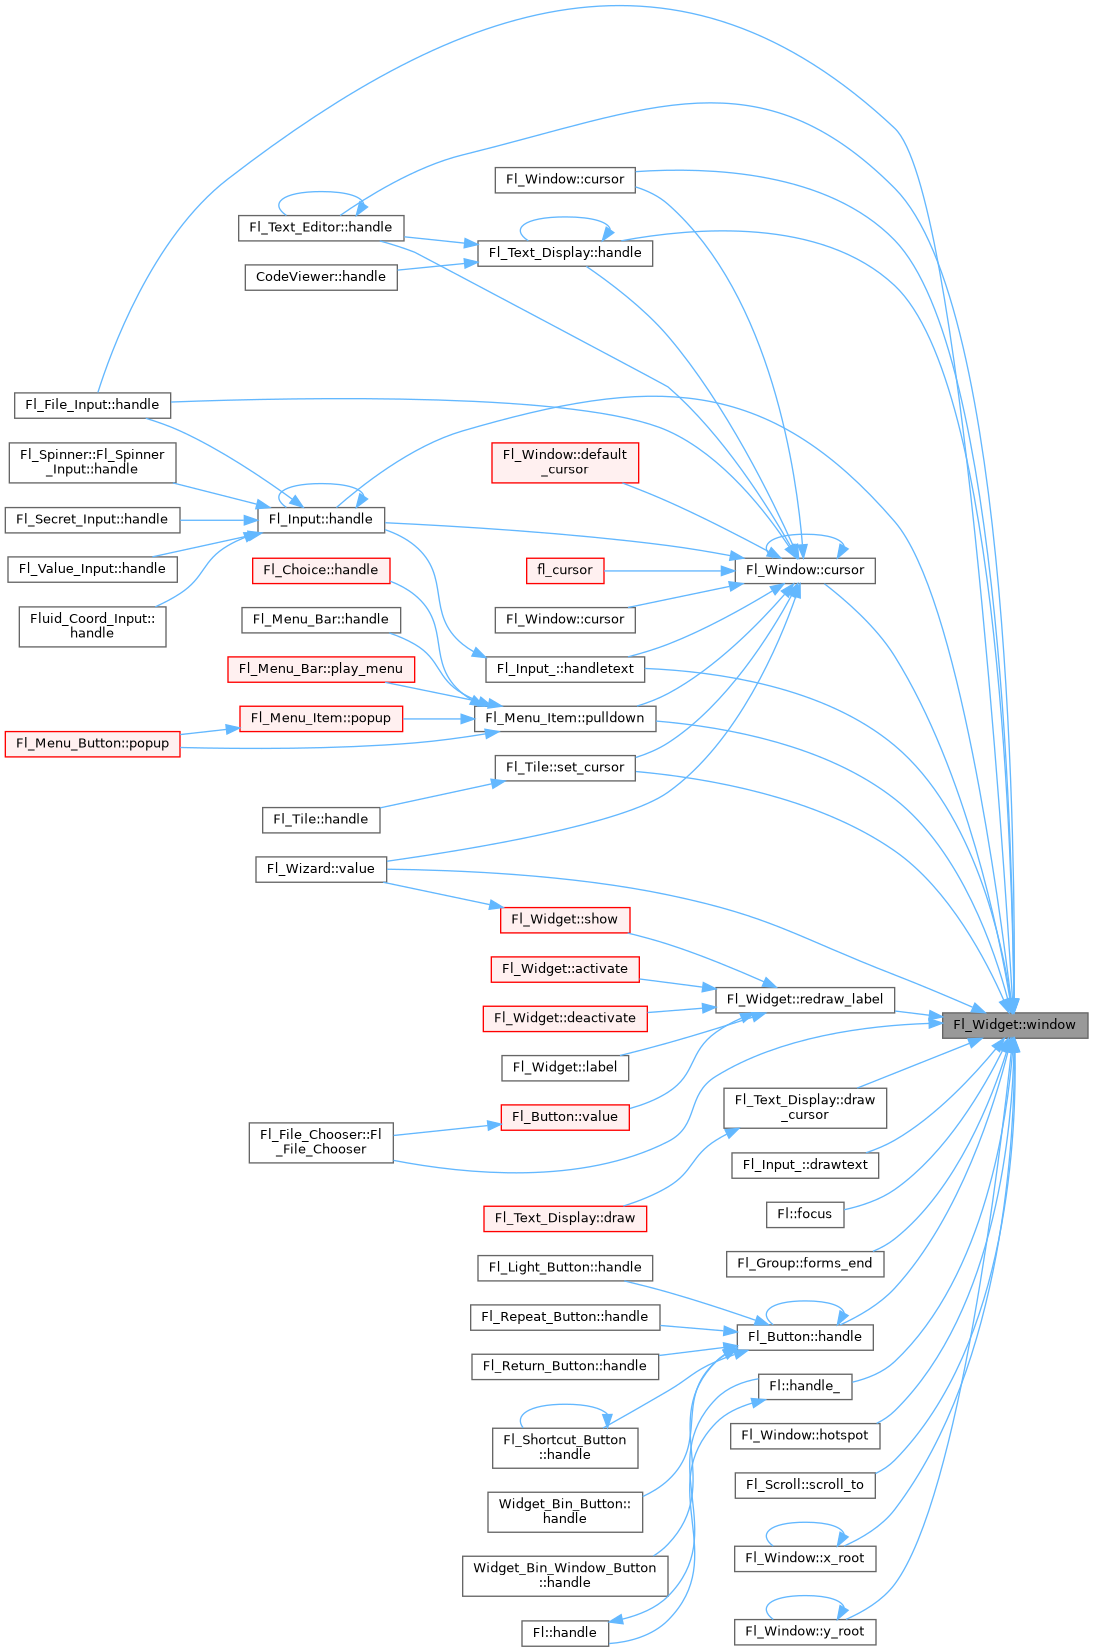 Fl_Window::cursor
Fl_Text_Editor::handle
Fl_Text_Display::handle
CodeViewer::handle
Fl_File_Input::handle
Fl_Spinner::Fl_Spinner
_Input::handle
Fl_Window::default
_cursor
Fl_Secret_Input::handle
Fl_Input::handle
Fl_Value_Input::handle
Fl_Choice::handle
fl_cursor
Fl_Window::cursor
Fluid_Coord_Input::
handle
Fl_Menu_Bar::handle
Fl_Window::cursor
Fl_Menu_Bar::play_menu
Fl_Input_::handletext
Fl_Menu_Button::popup
Fl_Menu_Item::popup
Fl_Menu_Item::pulldown
Fl_Tile::set_cursor
Fl_Tile::handle
Fl_Wizard::value
Fl_Widget::show
Fl_Widget::activate
Fl_Widget::redraw_label
Fl_Widget::deactivate
Fl_Widget::window
Fl_Widget::label
Fl_Text_Display::draw
_cursor
Fl_Button::value
Fl_File_Chooser::Fl
_File_Chooser
Fl_Input_::drawtext
Fl_Text_Display::draw
Fl::focus
Fl_Light_Button::handle
Fl_Group::forms_end
Fl_Repeat_Button::handle
Fl_Button::handle
Fl_Return_Button::handle
Fl::handle_
Fl_Shortcut_Button
::handle
Fl_Window::hotspot
Fl_Scroll::scroll_to
Widget_Bin_Button::
handle
Fl_Window::x_root
Widget_Bin_Window_Button
::handle
Fl::handle
Fl_Window::y_root